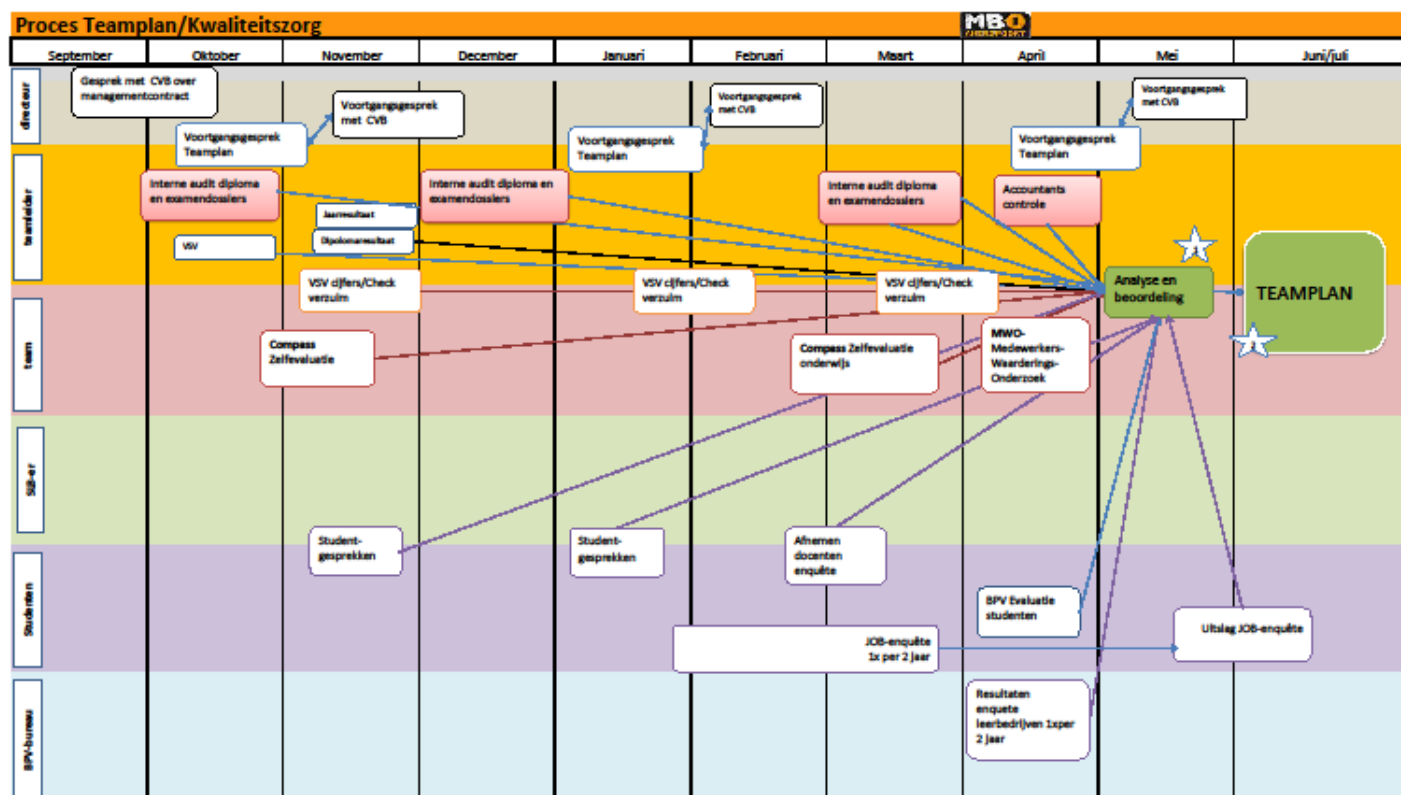 Proces Teamplan/Kwaliteitszorg
MBO
AMERSFOORT
September
Oktober
November
December
Januari
Februari
Maart
April
Mei
Juni/juli
directeur
Gesprek met CVB over
managementcontract
Voortgangsgesprek
Teamplan
Voortgangsgesprek
met CVB
Voortgangsgesprek
Teamplan
Voortgangsgesprek
met CVB
Voortgangsgesprek
Teamplan
Voortgangsgesprek
met CVB
teamleider
Interne audit diploma
en examendossiers
VSV
Jaarresultaat
Diplomaresultaat
Interne audit diploma en
examendossiers
Interne audit diploma
en examendossiers
Accountants
controle
VSV cijfers/Check
verzuim
VSV cijfers/Check
verzuim
VSV cijfers/Check
verzuim
Analyse en
beoordeling
TEAMPLAN
team
Compass
Zelfevaluatie
Compass Zelfevaluatie
onderwijs
MWO-
Medewerkers-
Waarderings-
Onderzoek
SLB-er
Student-
gesprekken
Student-
gesprekken
Afnemen
docenten
enquête
Studenten
BPV Evaluatie
studenten
JOB-enquête
1x per 2 jaar
Uitslag JOB-enquête
BPV-bureau
Resultaten
enquete
leerbedrijven 1xper
2 jaar